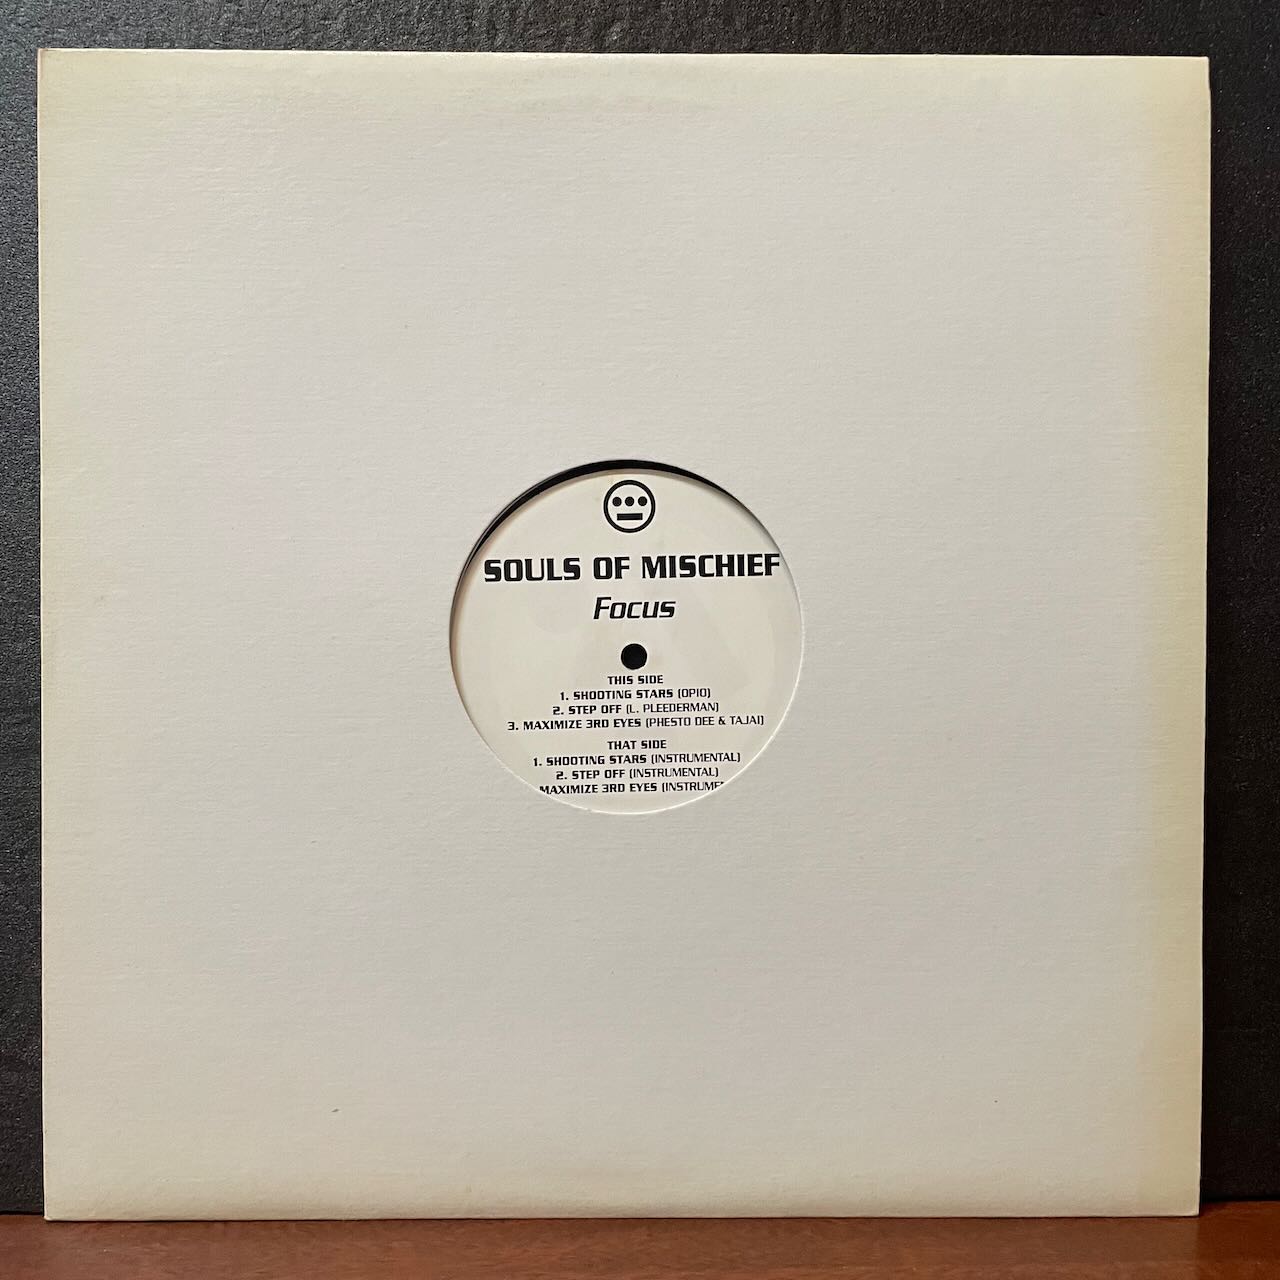 SOULS OF MISCHIEF
Focus
THIS SIDE
1. SHOOTING STARS (OPIO)
2. STEP OFF (L. PLEEDERMAN)
3. MAXIMIZE 3RD EYES (PHESTO DEE & TAJAI)
THAT SIDE
1. SHOOTING STARS (INSTRUMENTAL)
2. STEP OFF (INSTRUMENTAL)
MAXIMIZE 3RD EYES